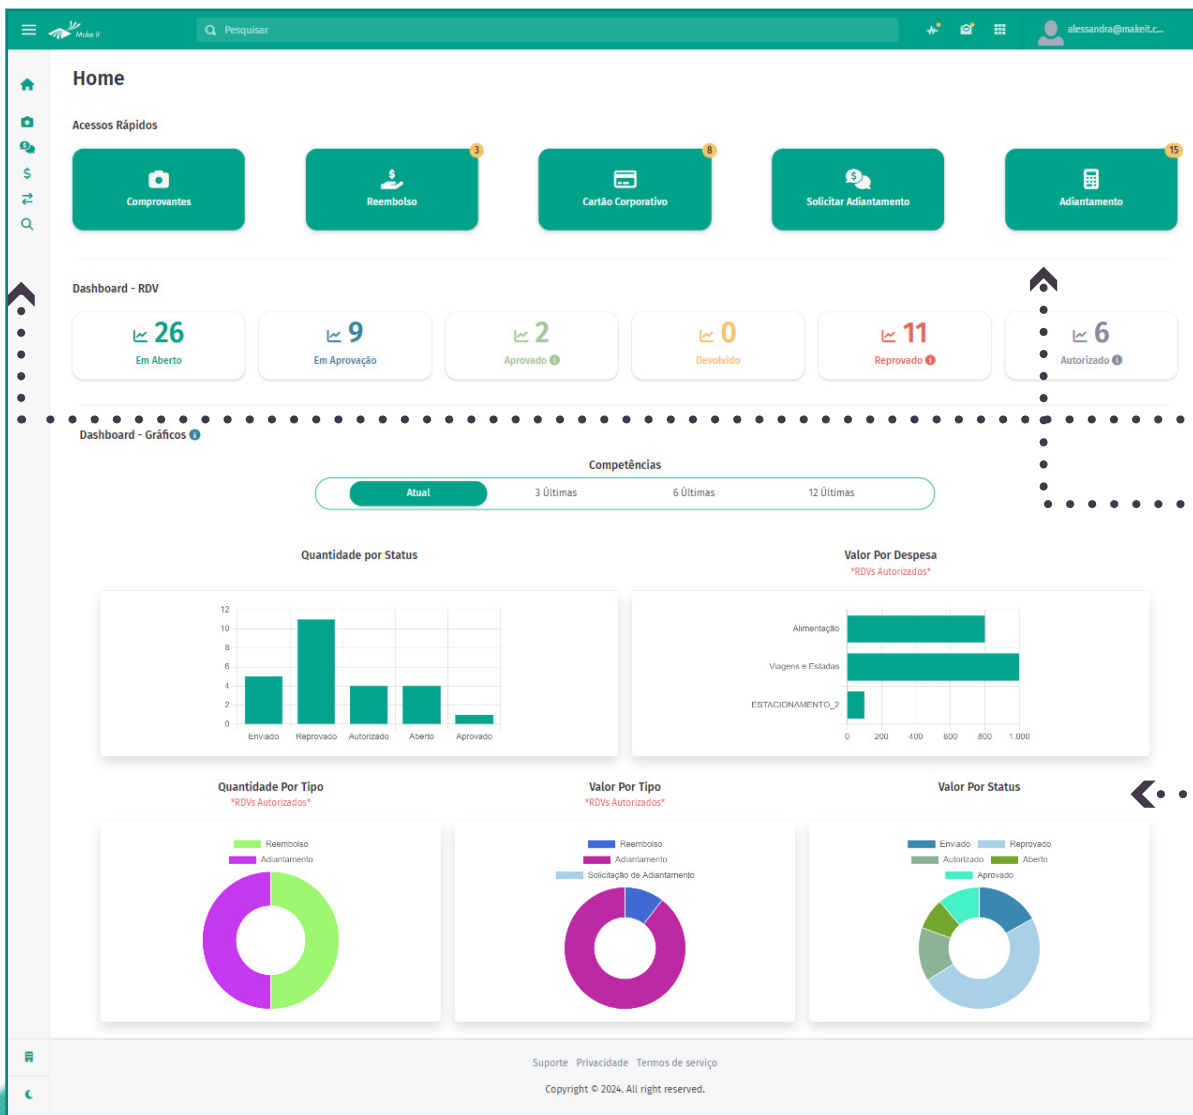 Make it
Pesquisar
alessandra@makeit.c...
Home
Acessos Rápidos
3
8
15
Comprovantes
Reembolso
Cartão Corporativo
Solicitar Adiantamento
Adiantamento
Dashboard - RDV
26
9
2
0
11
6
Em Aberto
Em Aprovação
Aprovado
Devolvido
Reprovado
Autorizado
Dashboard - Gráficos
Competências
Atual
3 Últimas
6 Últimas
12 Últimas
Quantidade por Status
12
10
8
6
4
2
0
Enviado
Reprovado
Autorizado
Aberto
Aprovado
Valor Por Despesa
*RDVs Autorizados*
Alimentação
Viagens e Estadas
ESTACIONAMENTO_2
0
200
400
600
800
1.000
Quantidade Por Tipo
*RDVs Autorizados*
Reembolso
Adiantamento
Valor Por Tipo
*RDVs Autorizados*
Reembolso
Adiantamento
Solicitação de Adiantamento
Valor Por Status
Enviado
Reprovado
Autorizado
Aberto
Aprovado
Suporte Privacidade Termos de serviço
Copyright © 2024. All right reserved.